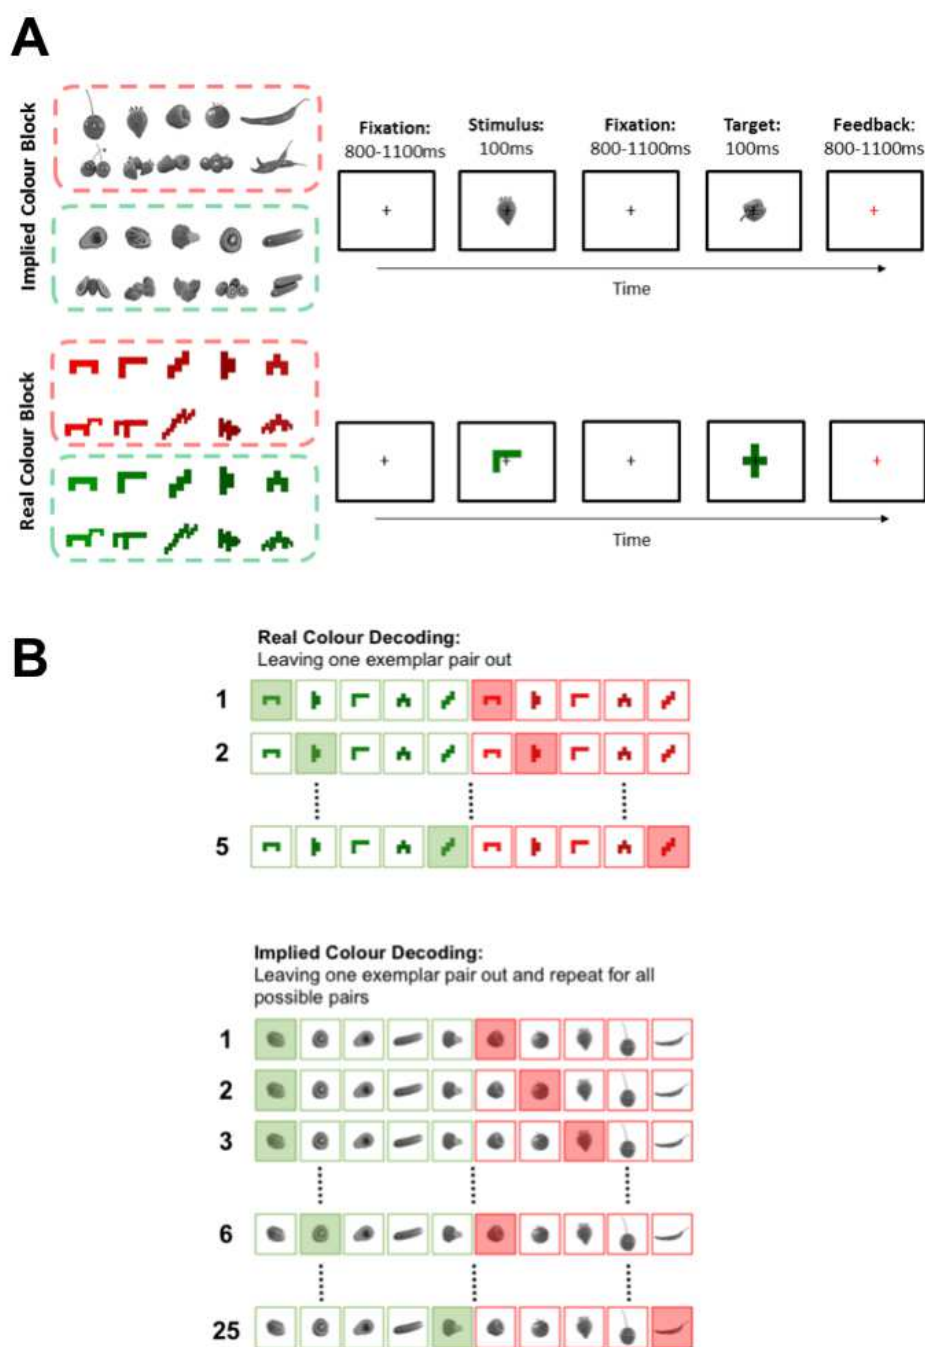 A
Implied Colour Block
Fixation:
800-1100ms
Stimulus:
100ms
Fixation:
800-1100ms
Target:
100ms
Feedback:
800-1100ms
Time
Real Colour Block
Time
B
Real Colour Decoding:
Leaving one exemplar pair out
1
2
5
Implied Colour Decoding:
Leaving one exemplar pair out and repeat for all
possible pairs
1
2
3
6
25